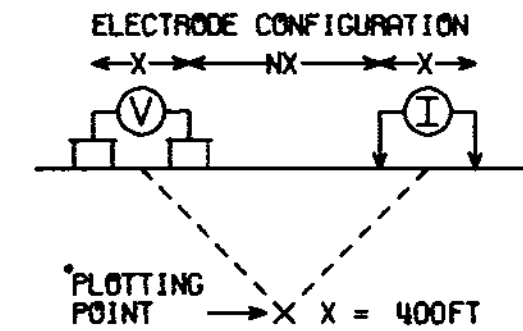 ELECTRODE CONFIGURATION
X NX X
V I
PLOTTING
POINT X X = 400FT